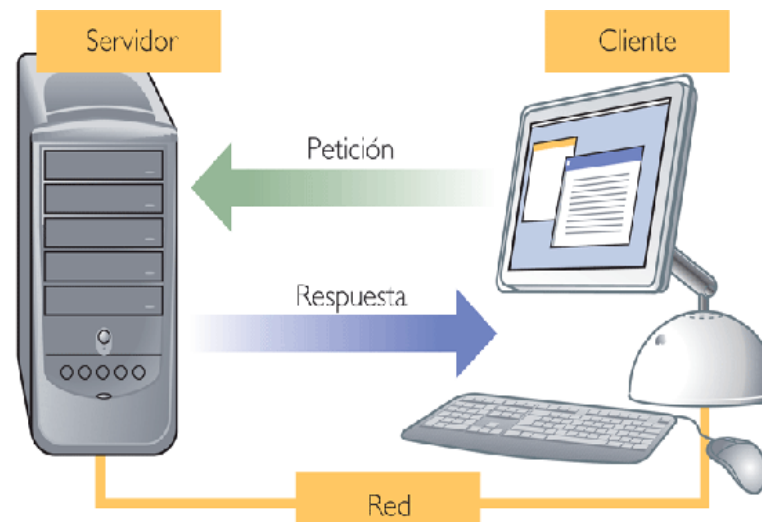 Servidor
Cliente
Petición
Respuesta
Red